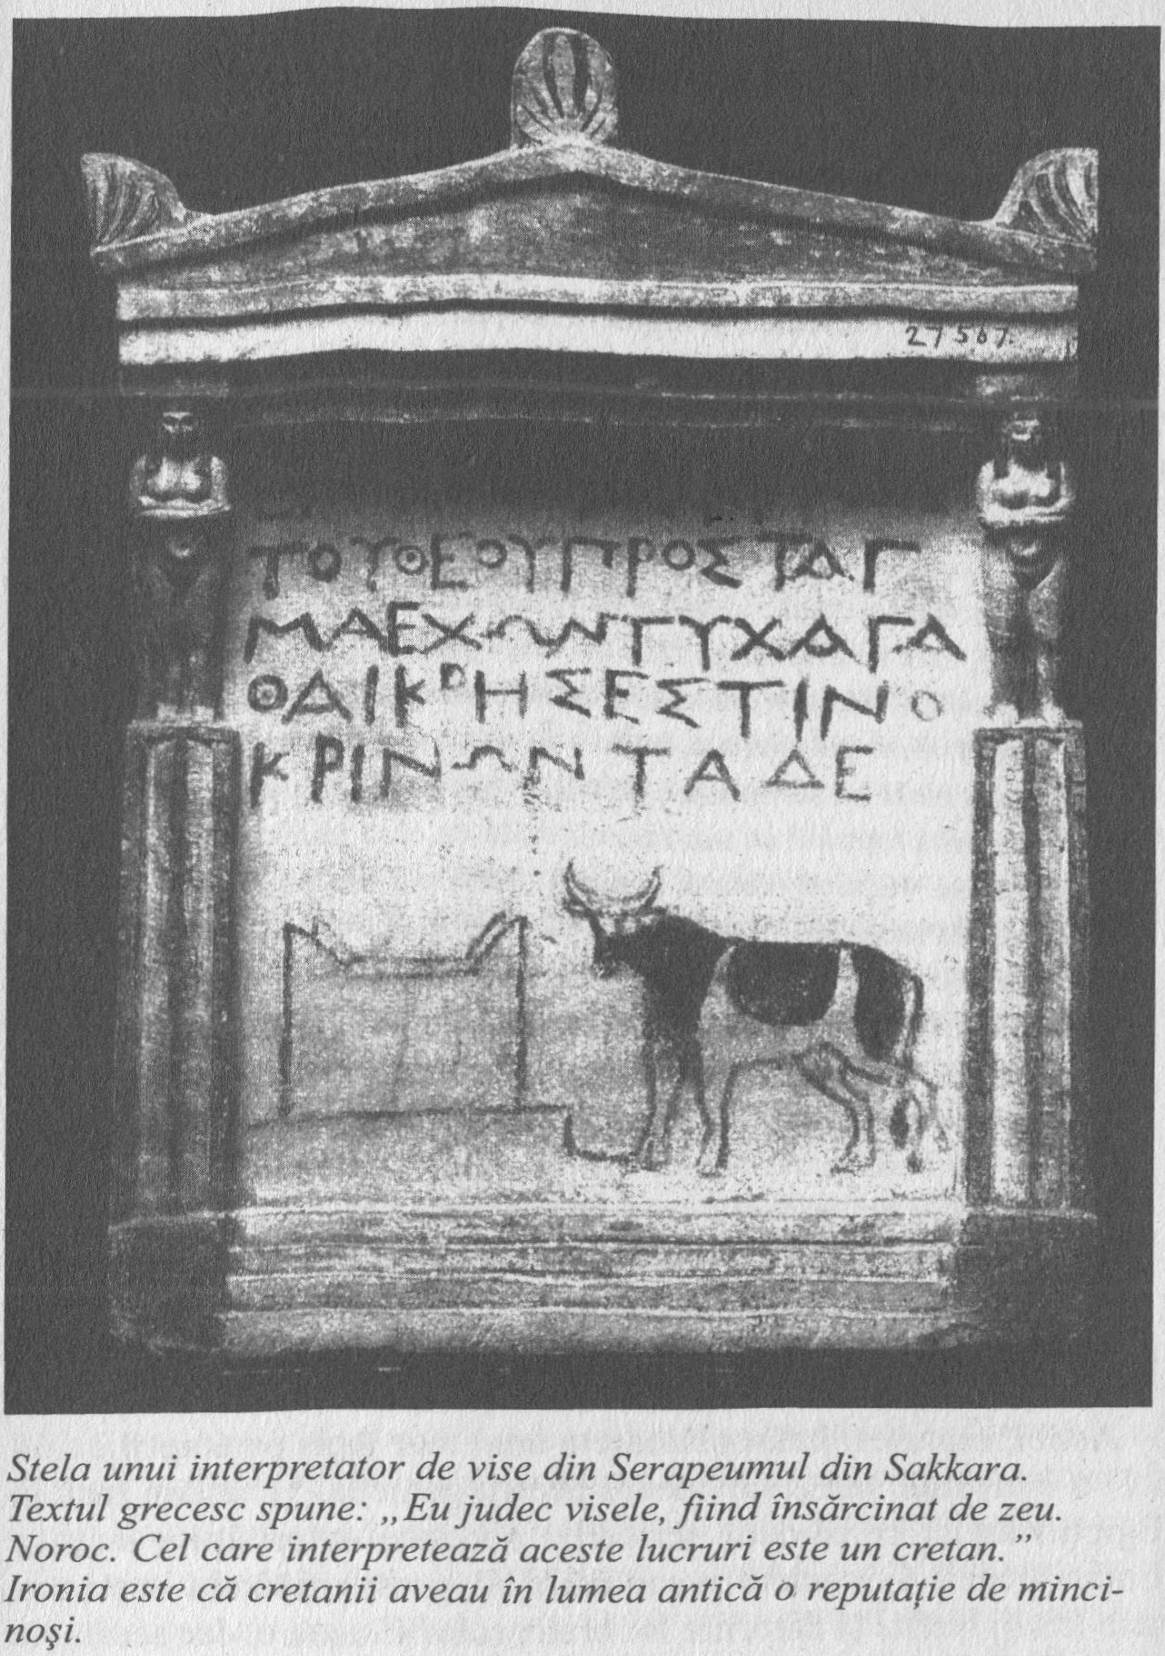 27567.
ΤΟΥΘΕΟΥΠΡΟΣΤΑΓ
ΜΑΕΧΩΝΤΥΧΑΓΑ
ΘΑΙΚΡΗΣΕΣΤΙΝΟ
ΚΡΙΝΩΝΤΑΔΕ
Stela unui interpretator de vise din Serapeumul din Sakkara.
Textul grecesc spune: „Eu judec visele, fiind însărcinat de zeu.
Noroc. Cel care interpretează aceste lucruri este un cretan.”
Ironia este că cretanii aveau în lumea antică o reputație de minci-
noşi.